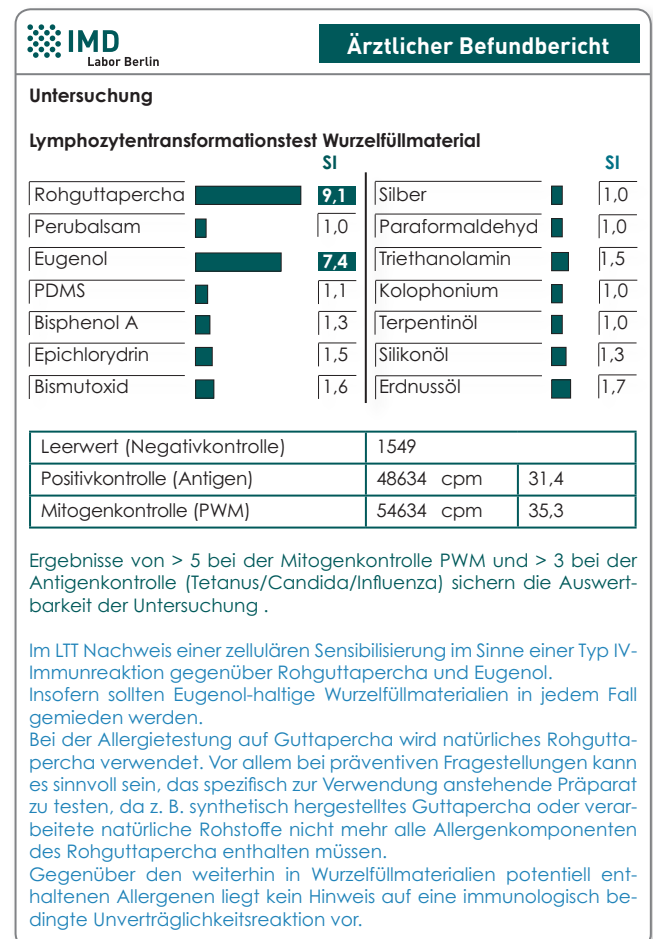 IMD
Labor Berlin
Ärztlicher Befundbericht
Untersuchung
Lymphozytentransformationstest Wurzelfüllmaterial
SI SI
Rohguttapercha 9,1 Silber 1,0
Perubalsam 1,0 Paraformaldehyd 1,0
Eugenol 7,4 Triethanolamin 1,5
PDMS 1,1 Kolophonium 1,0
Bisphenol A 1,3 Terpentinöl 1,0
Epichlorydrin 1,5 Silikonöl 1,3
Bismutoxid 1,6 Erdnussöl 1,7
Leerwert (Negativkontrolle) 1549
Positivkontrolle (Antigen) 48634 cpm 31,4
Mitogenkontrolle (PWM) 54634 cpm 35,3
Ergebnisse von > 5 bei der Mitogenkontrolle PWM und > 3 bei der
Antigenkontrolle (Tetanus/Candida/Influenza) sichern die Auswert-
barkeit der Untersuchung .
Im LTT Nachweis einer zellulären Sensibilisierung im Sinne einer Typ IV-
Immunreaktion gegenüber Rohguttapercha und Eugenol.
Insofern sollten Eugenol-haltige Wurzelfüllmaterialien in jedem Fall
gemieden werden.
Bei der Allergietestung auf Guttapercha wird natürliches Rohgutta-
percha verwendet. Vor allem bei präventiven Fragestellungen kann
es sinnvoll sein, das spezifisch zur Verwendung anstehende Präparat
zu testen, da z. B. synthetisch hergestelltes Guttapercha oder verar-
beitete natürliche Rohstoffe nicht mehr alle Allergenkomponenten
des Rohguttapercha enthalten müssen.
Gegenüber den weiterhin in Wurzelfüllmaterialien potentiell ent-
haltenen Allergenen liegt kein Hinweis auf eine immunologisch be-
dingte Unverträglichkeitsreaktion vor.